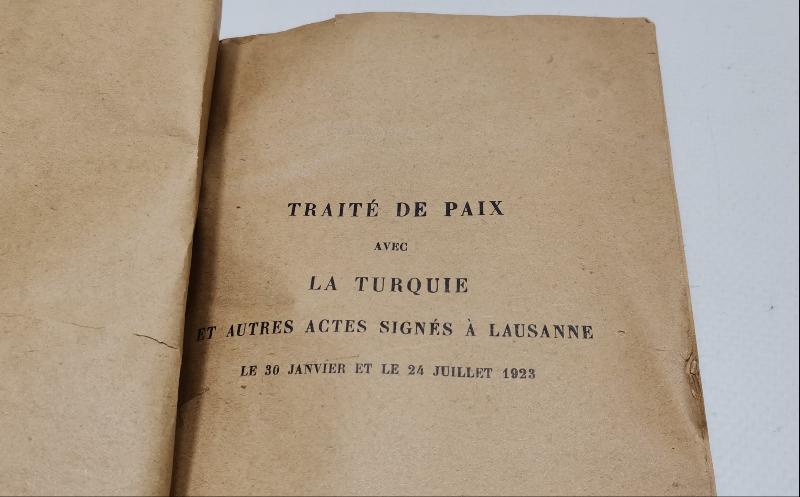 TRAITÉ DE PAIX
AVEC
LA TURQUIE
ET AUTRES ACTES SIGNÉS À LAUSANNE
LE 30 JANVIER ET LE 24 JUILLET 1923